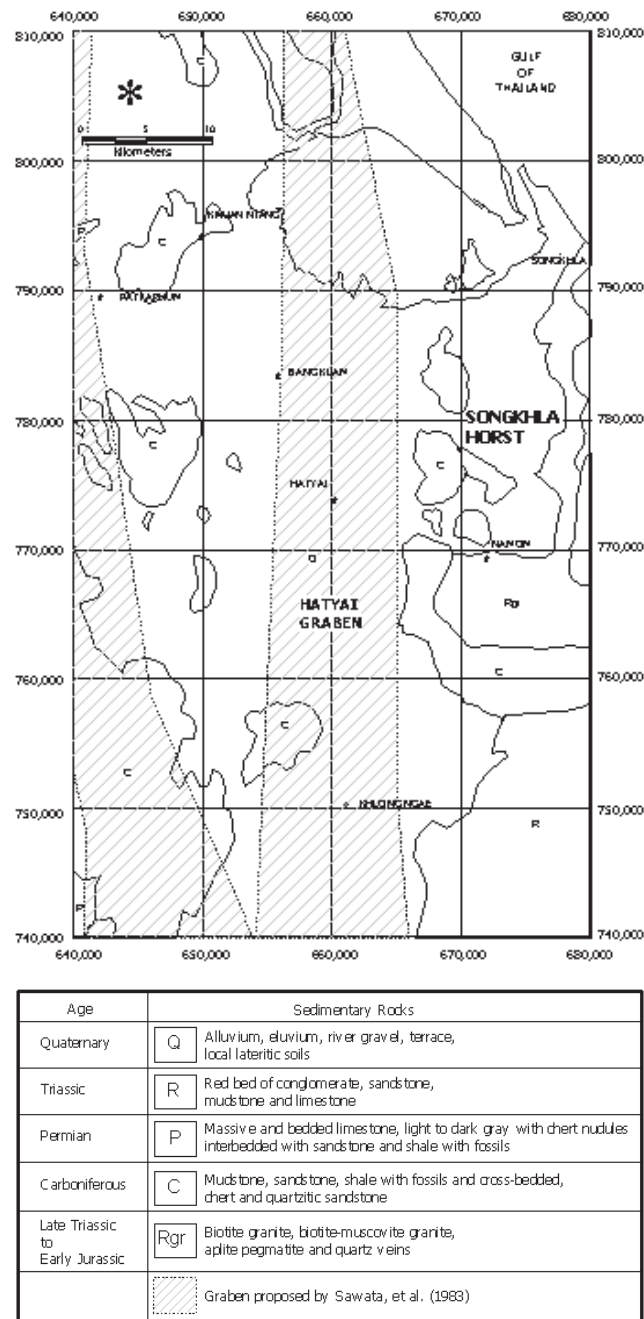 640,000 650,000 660,000 670,000 680,000
810,000 810,000
C
GULF
OF
THAILAND
*
0 5 10
Kilometers
800,000 800,000
P
C
SONGKHLA
790,000 790,000
BANGKLAM
780,000 780,000
SONGKHLA
HORST
C
C
HATYAI
NAMOM
770,000 770,000
Q
HATYAI
GRABEN
Rgr
760,000 760,000
C
C
C
KHLONGNGAE
750,000 750,000
R
P
740,000 740,000
640,000 650,000 660,000 670,000 680,000
Age Sedimentary Rocks
Quaternary Q Alluvium, eluvium, river gravel, terrace,
local lateritic soils
Triassic R Red bed of conglomerate, sandstone,
mudstone and limestone
Permian P Massive and bedded limestone, light to dark gray with chert nudules
interbedded with sandstone and shale with fossils
Carboniferous C Mudstone, sandstone, shale with fossils and cross-bedded,
chert and quartzitic sandstone
Late Triassic
to
Early Jurassic
Rgr Biotite granite, biotite-muscovite granite,
aplite pegmatite and quartz veins
Graben proposed by Sawata, et al. (1983)